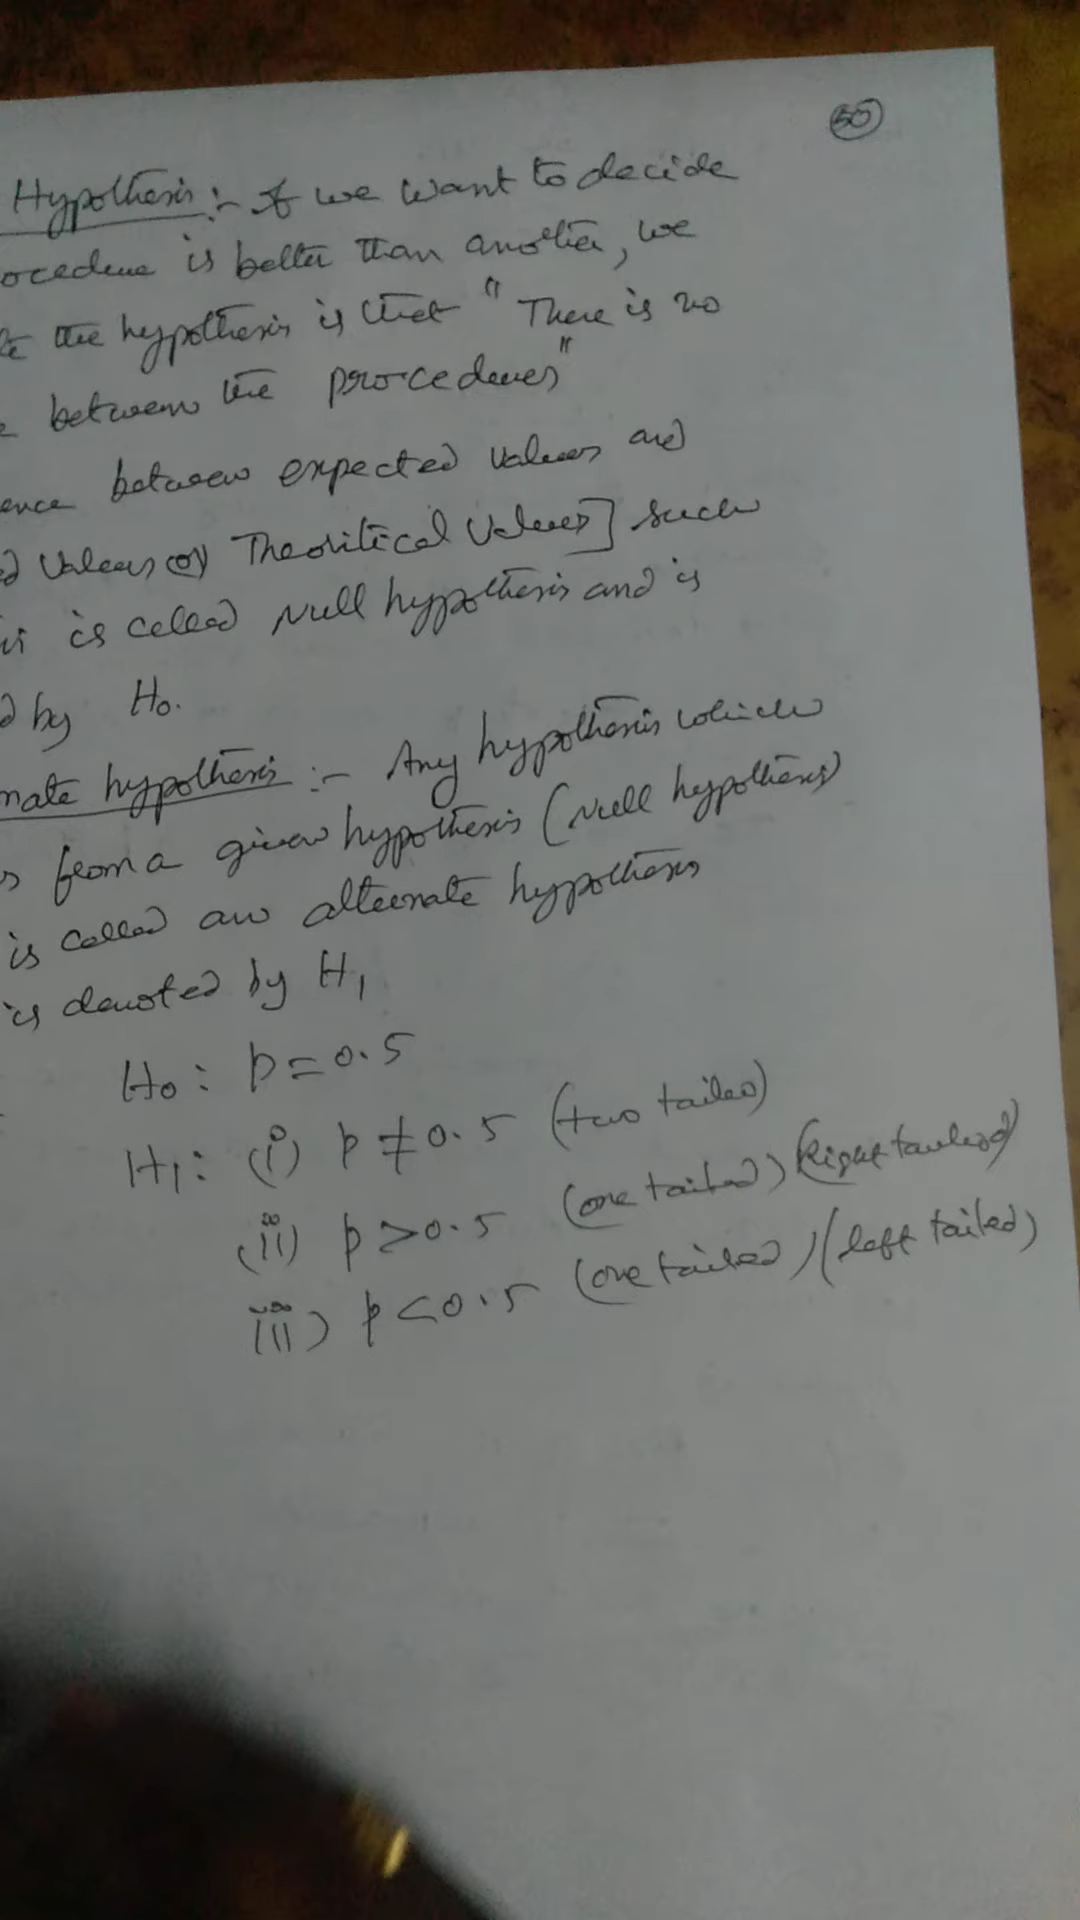 50
Hypothesis :- If we want to decide
ocedure is better than another, we
te the hypothesis is that " There is no
e between the procedures"
ence between expected values and
d values (or) Theoritical values] such
is called Null hypothesis and is
d by H₀.
nate hypothesis :- Any hypothesis which
s from a given hypothesis (Null hypothesis)
is called an alternate hypothesis
is denoted by H₁
H₀ : p = 0.5
H₁ : (i) p ≠ 0.5 (two tailed)
(ii) p > 0.5 (one tailed) (Right tailed)
iii) p < 0.5 (one tailed) (left tailed)